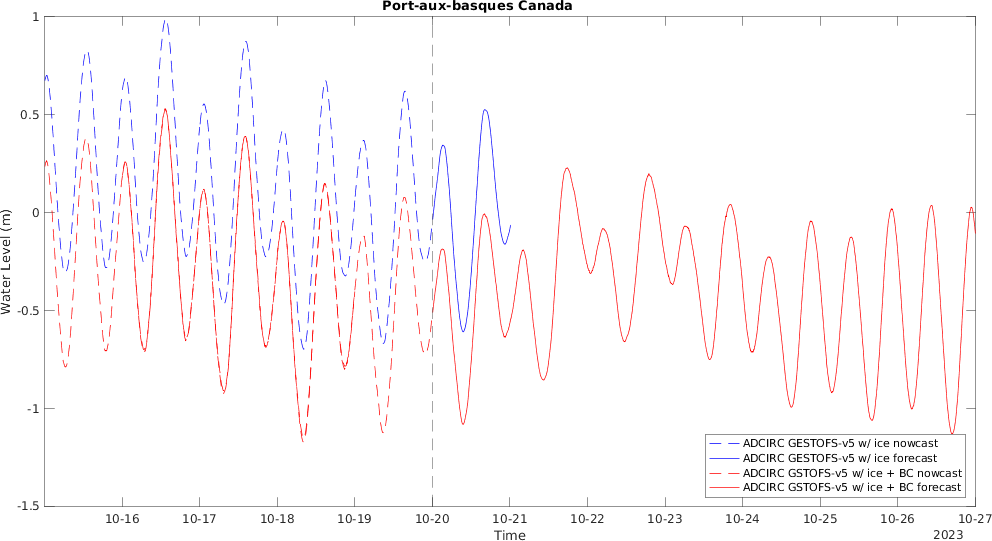 Port-aux-basques Canada
1
0.5
0
-0.5
-1
-1.5
Water Level (m)
ADCIRC GESTOFS-v5 w/ ice nowcast
ADCIRC GESTOFS-v5 w/ ice forecast
ADCIRC GSTOFS-v5 w/ ice + BC nowcast
ADCIRC GSTOFS-v5 w/ ice + BC forecast
10-16 10-17 10-18 10-19 10-20 10-21 10-22 10-23 10-24 10-25 10-26 10-27
Time
2023